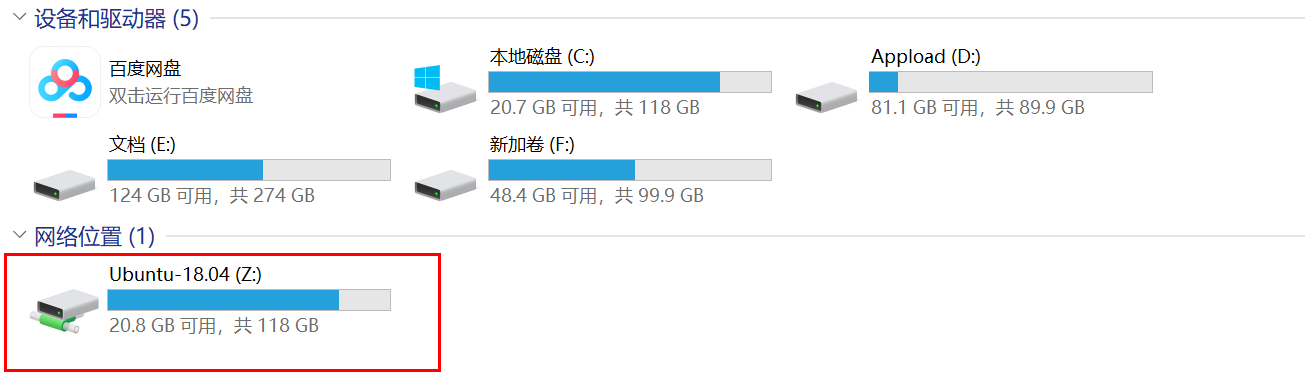 设备和驱动器 (5)
百度网盘
双击运行百度网盘
本地磁盘 (C:)
20.7 GB 可用，共 118 GB
Appload (D:)
81.1 GB 可用，共 89.9 GB
文档 (E:)
124 GB 可用，共 274 GB
新加卷 (F:)
48.4 GB 可用，共 99.9 GB
网络位置 (1)
Ubuntu-18.04 (Z:)
20.8 GB 可用，共 118 GB